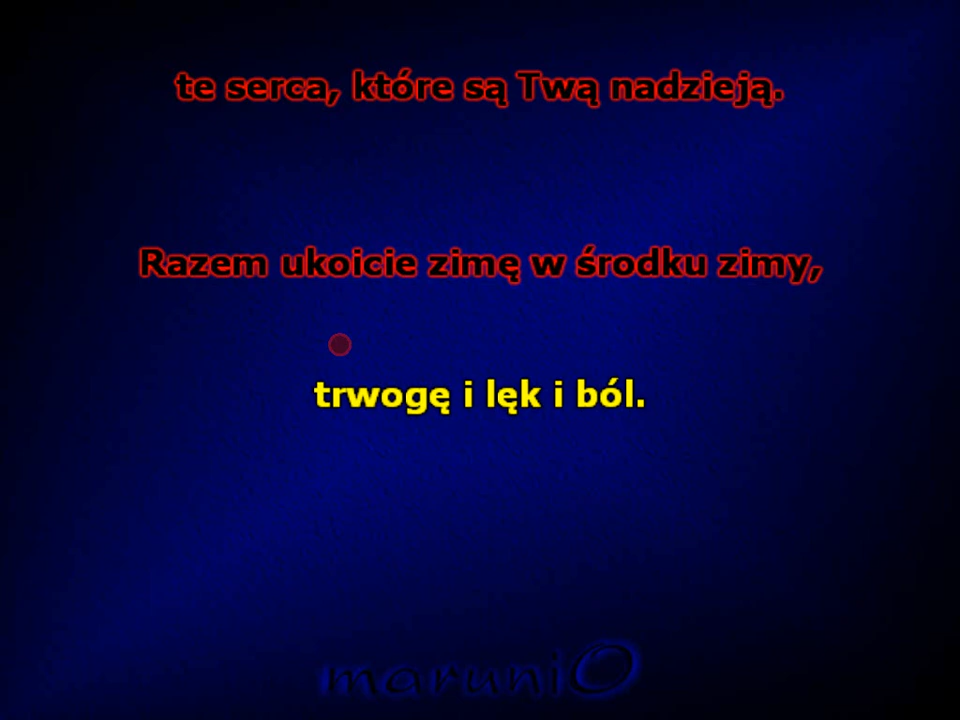 te serca, które są Twą nadzieją.
Razem ukoicie zimę w środku zimy,
trwogę i lęk i ból.
maruniO